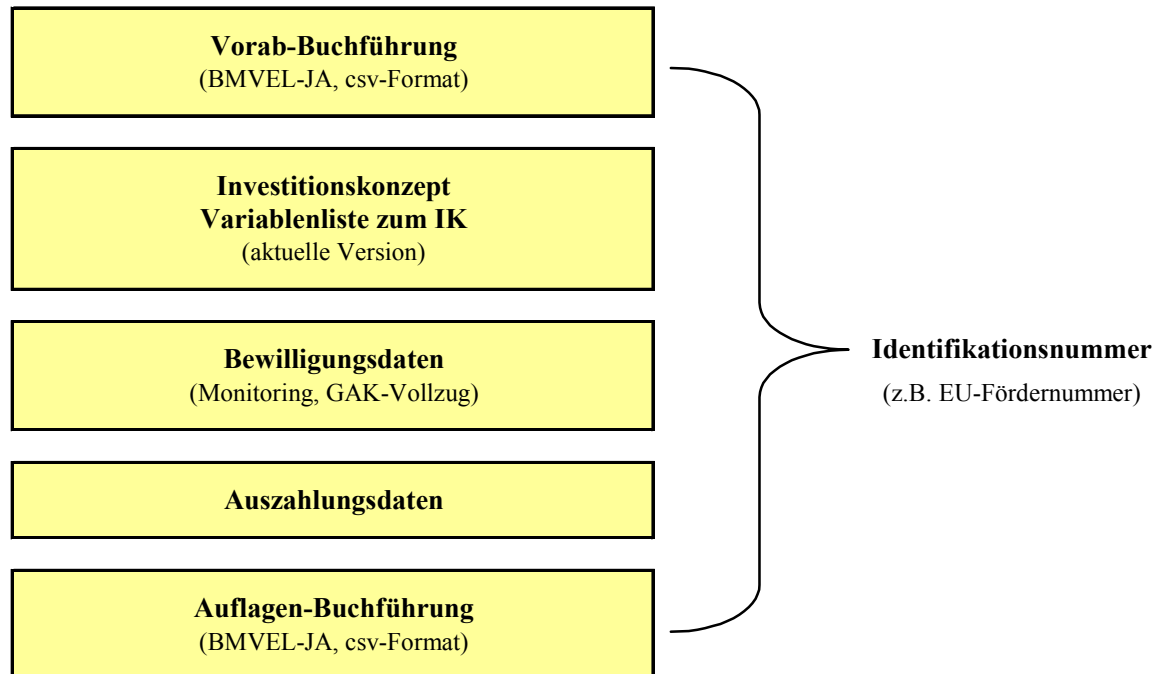 Vorab-Buchführung
(BMVEL-JA, csv-Format)
Investitionskonzept
Variablenliste zum IK
(aktuelle Version)
Bewilligungsdaten
(Monitoring, GAK-Vollzug)
Auszahlungsdaten
Auflagen-Buchführung
(BMVEL-JA, csv-Format)
Identifikationsnummer
(z.B. EU-Fördernummer)